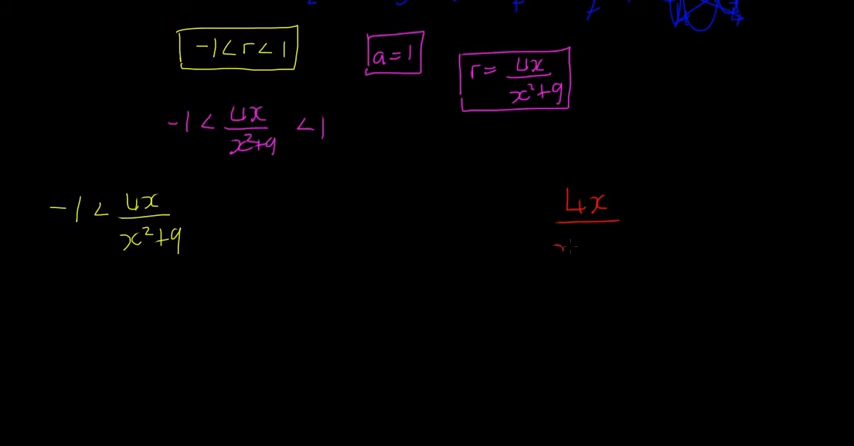 -1 < r < 1
a = 1
r = 4x / x² + 9
-1 < 4x / x² + 9 < 1
-1 < 4x / x² + 9
4x